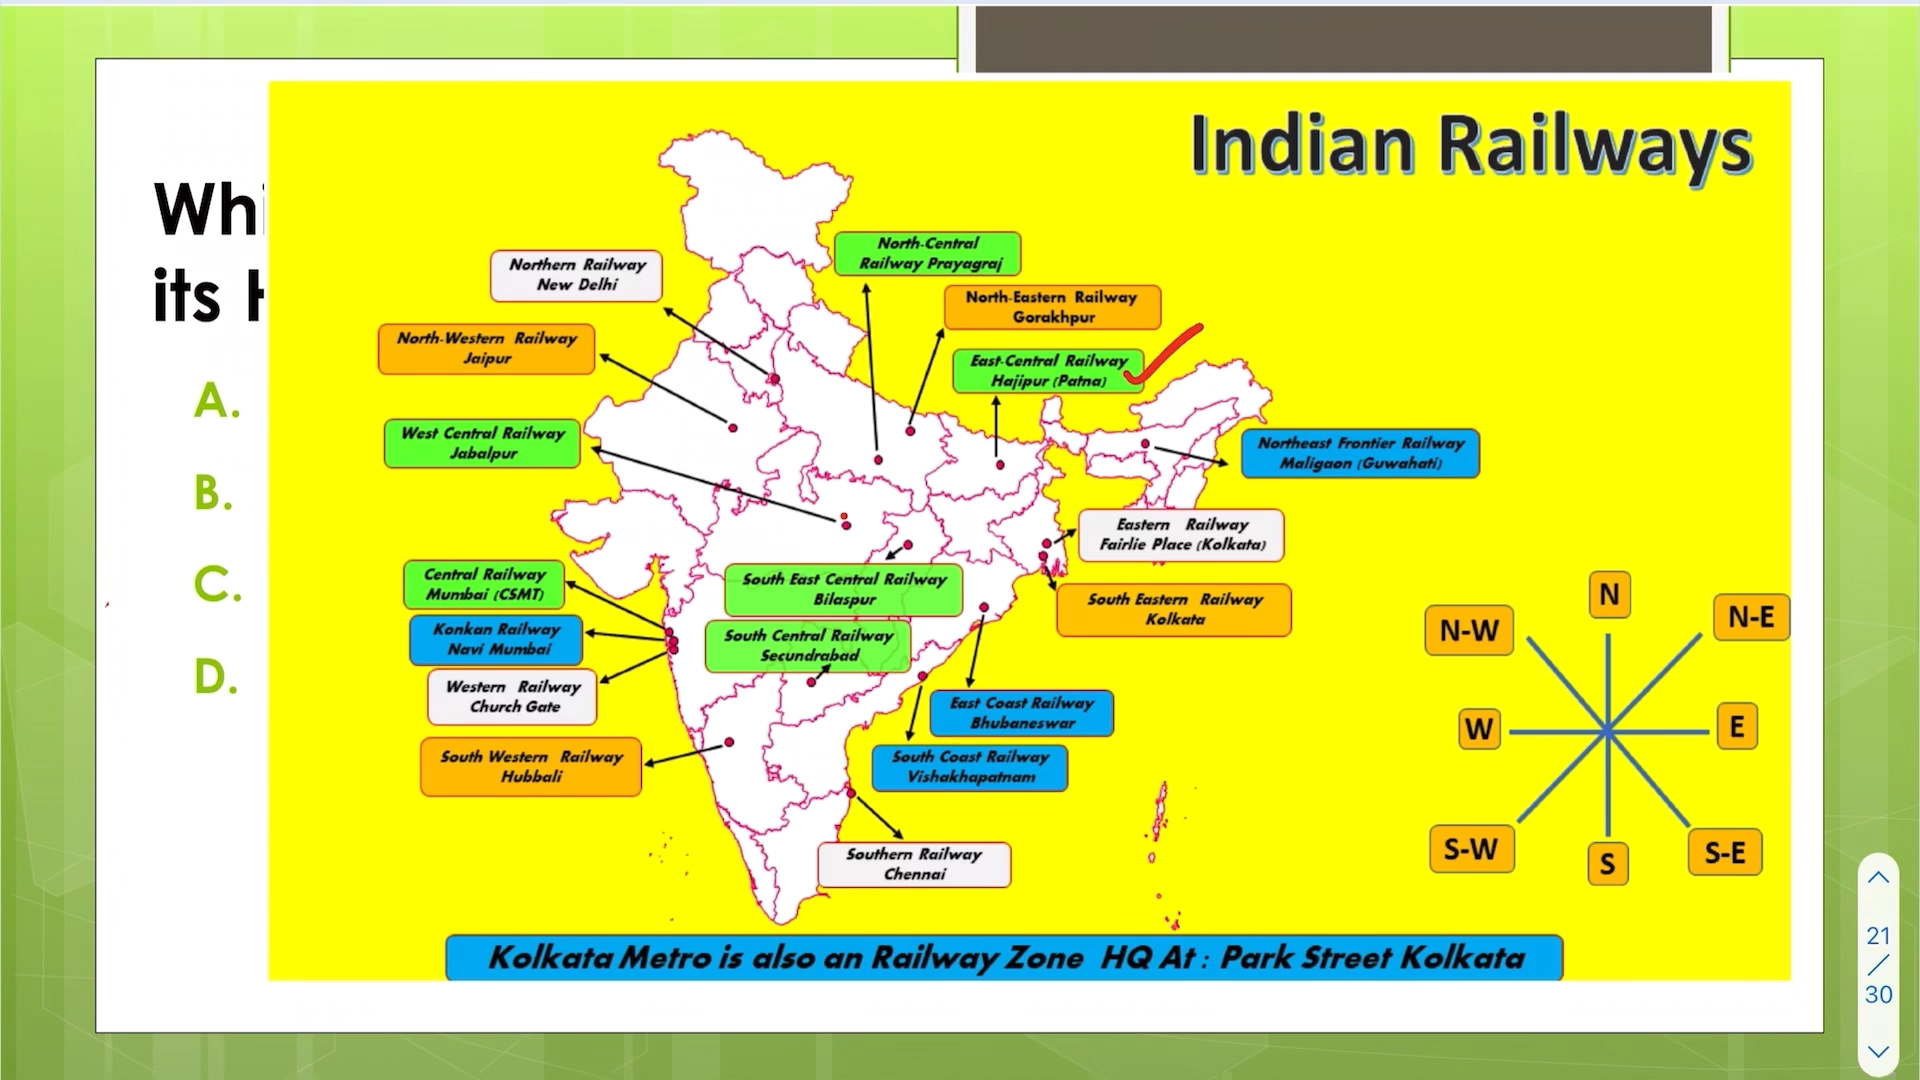 Indian Railways
Whi
its H
A.
B.
C.
D.
North-Central
Railway Prayagraj
Northern Railway
New Delhi
North-Eastern Railway
Gorakhpur
North-Western Railway
Jaipur
East-Central Railway
Hajipur (Patna)
West Central Railway
Jabalpur
Northeast Frontier Railway
Maligaon (Guwahati)
Eastern Railway
Fairlie Place (Kolkata)
Central Railway
Mumbai (CSMT)
South East Central Railway
Bilaspur
South Eastern Railway
Kolkata
Konkan Railway
Navi Mumbai
South Central Railway
Secundrabad
Western Railway
Church Gate
East Coast Railway
Bhubaneswar
South Western Railway
Hubbali
South Coast Railway
Vishakhapatnam
Southern Railway
Chennai
N
N-W
N-E
W
E
S-W
S
S-E
Kolkata Metro is also an Railway Zone HQ At : Park Street Kolkata
21
/
30